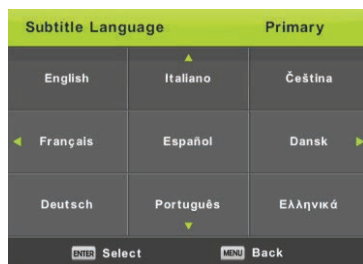 Subtitle Language Primary
English Italiano Čeština
Français Español Dansk
Deutsch Português Ελληνικά
ENTER Select MENU Back